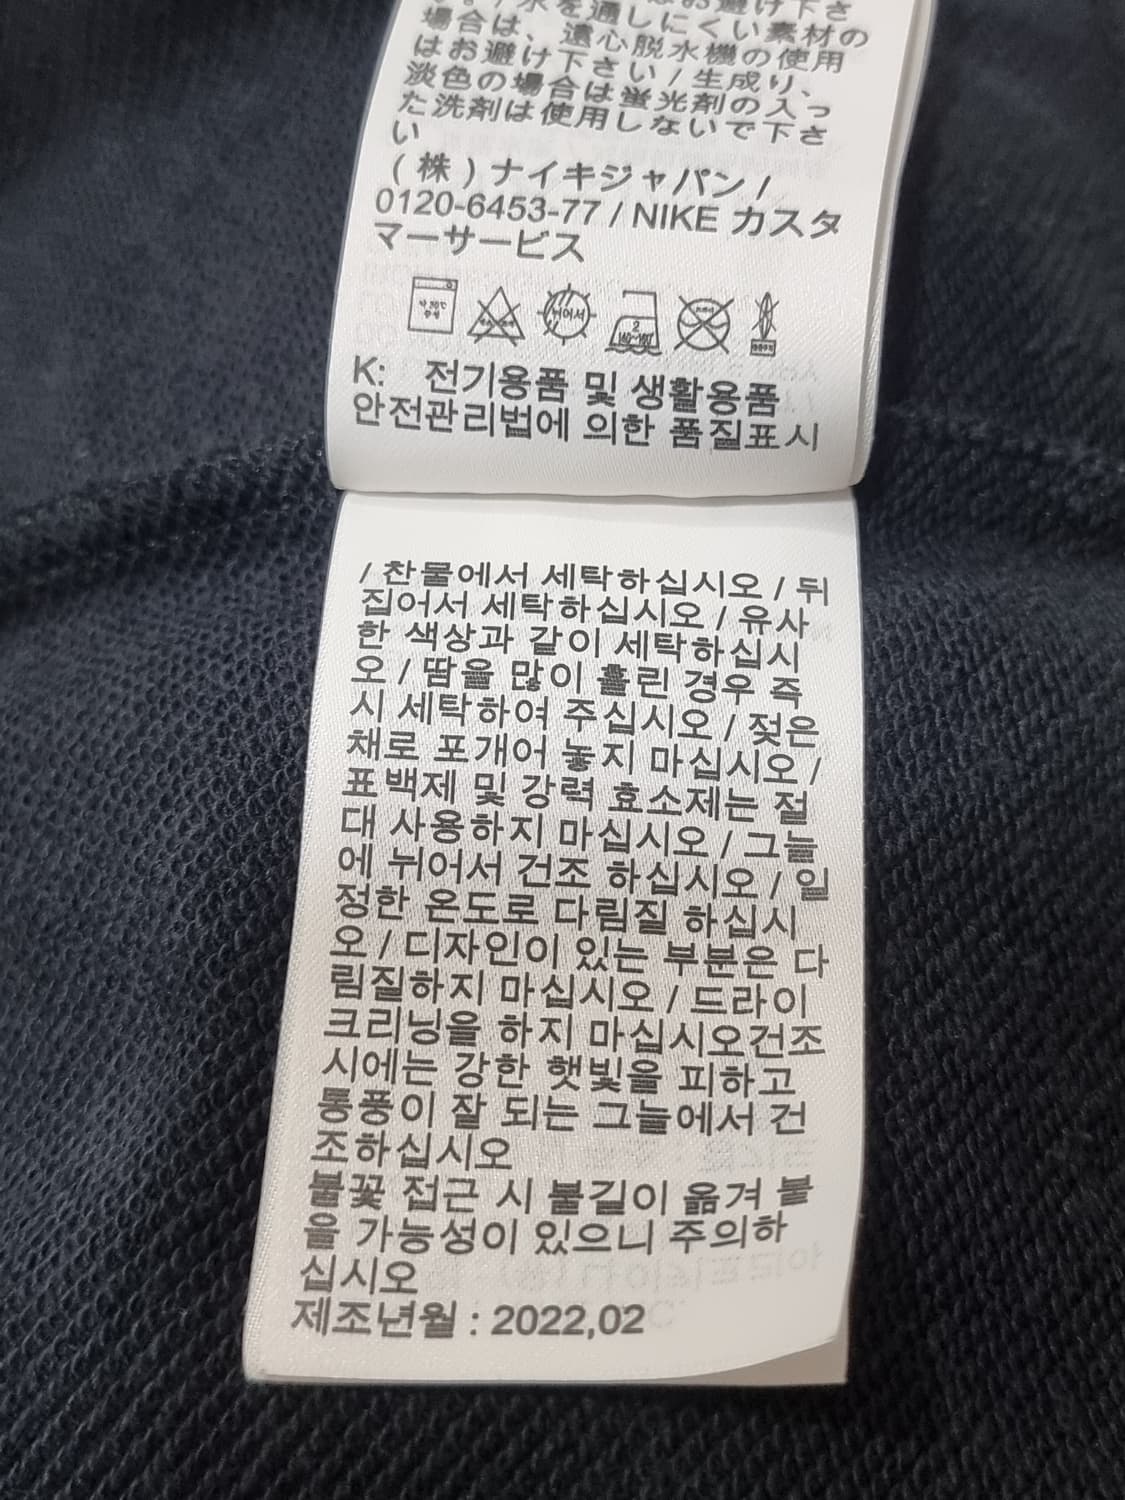 水を通しにくい素材の
場合は、遠心脱水機の使用
はお避け下さい / 生成り、
淡色の場合は蛍光剤の入っ
た洗剤は使用しないで下さ
い
(株)ナイキジャパン /
0120-6453-77 / NIKE カスタ
マーサービス
K: 전기용품 및 생활용품
안전관리법에 의한 품질표시
/ 찬물에서 세탁하십시오 / 뒤
집어서 세탁하십시오 / 유사
한 색상과 같이 세탁하십시
오 / 땀을 많이 흘린 경우 즉
시 세탁하여 주십시오 / 젖은
채로 포개어 놓지 마십시오 /
표백제 및 강력 효소제는 절
대 사용하지 마십시오 / 그늘
에 뉘어서 건조 하십시오 / 일
정한 온도로 다림질 하십시
오 / 디자인이 있는 부분은 다
림질하지 마십시오 / 드라이
크리닝을 하지 마십시오건조
시에는 강한 햇빛을 피하고
통풍이 잘 되는 그늘에서 건
조하십시오
불꽃 접근 시 불길이 옮겨 붙
을 가능성이 있으니 주의하
십시오
제조년월 : 2022,02